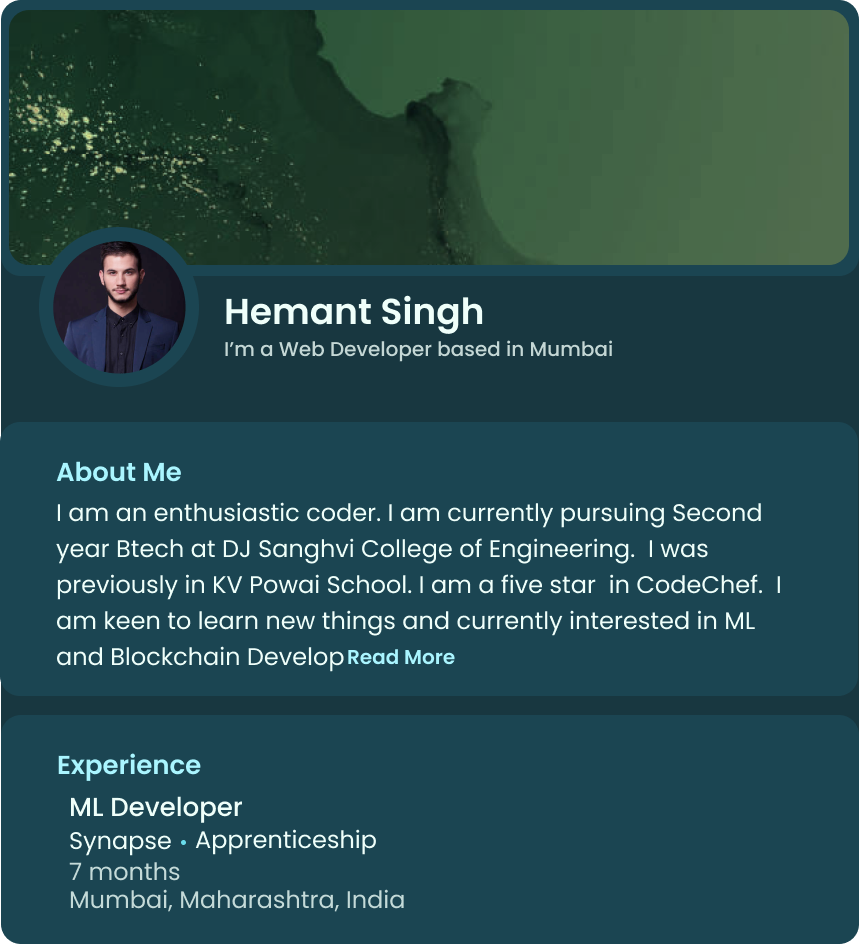 Hemant Singh
I’m a Web Developer based in Mumbai
About Me
I am an enthusiastic coder. I am currently pursuing Second
year Btech at DJ Sanghvi College of Engineering.  I was
previously in KV Powai School. I am a five star  in CodeChef.  I
am keen to learn new things and currently interested in ML
and Blockchain Develop Read More
Experience
ML Developer
Synapse • Apprenticeship
7 months
Mumbai, Maharashtra, India